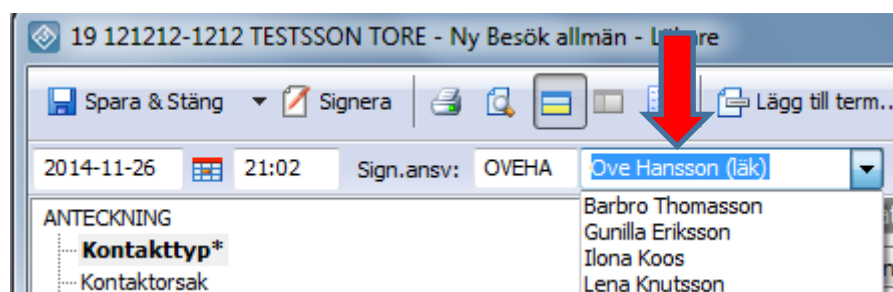 19 121212-1212 TESTSSON TORE - Ny Besök allmän -
Spara & Stäng Signera Lägg till term..
2014-11-26 21:02 Sign.ansv: OVEHA Ove Hansson (läk)
ANTECKNING
Kontakttyp*
Kontaktorsak
Barbro Thomasson
Gunilla Eriksson
Ilona Koos
Lena Knutsson